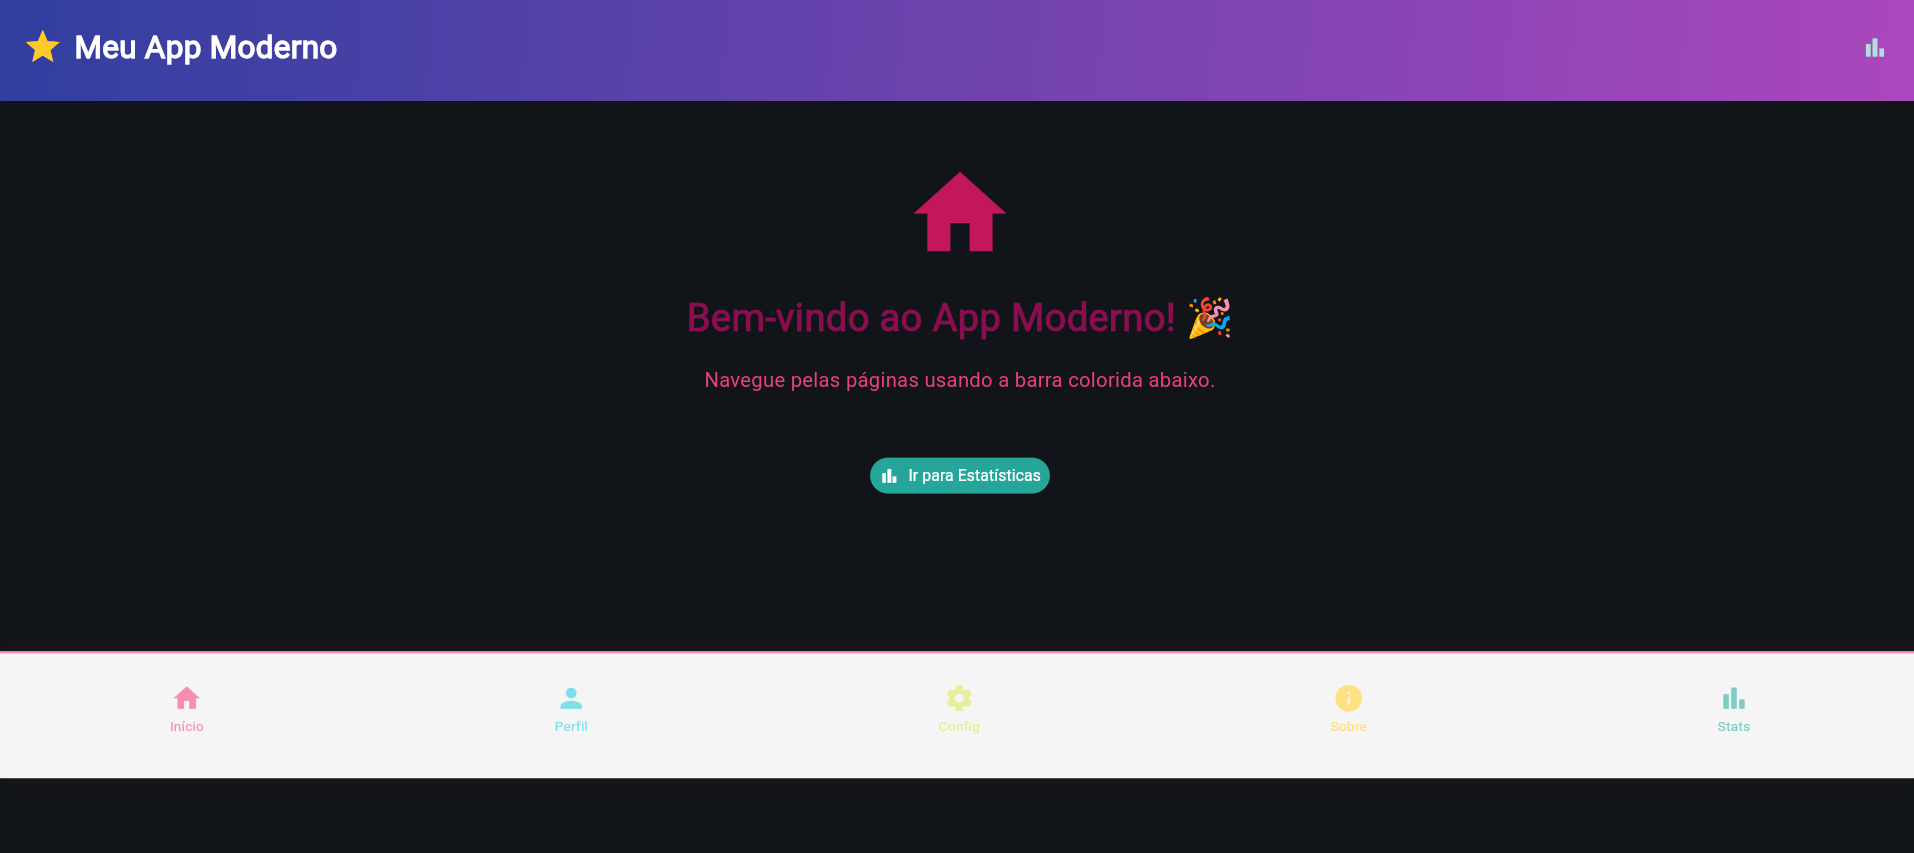 Meu App Moderno
Bem-vindo ao App Moderno! 🎉
Navegue pelas páginas usando a barra colorida abaixo.
Ir para Estatísticas
Início
Perfil
Config
Sobre
Stats